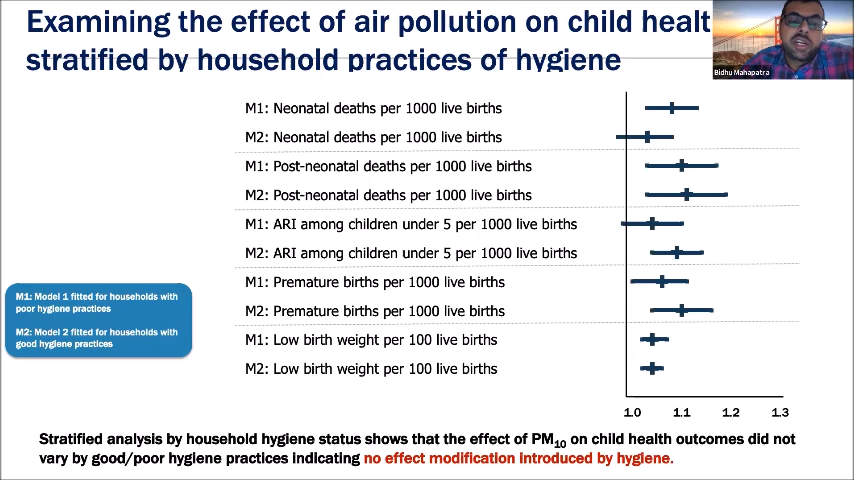 Examining the effect of air pollution on child healt
stratified by household practices of hygiene
Bidhu Mahapatra
M1: Neonatal deaths per 1000 live births
M2: Neonatal deaths per 1000 live births
M1: Post-neonatal deaths per 1000 live births
M2: Post-neonatal deaths per 1000 live births
M1: ARI among children under 5 per 1000 live births
M2: ARI among children under 5 per 1000 live births
M1: Premature births per 1000 live births
M2: Premature births per 1000 live births
M1: Low birth weight per 100 live births
M2: Low birth weight per 100 live births
M1: Model 1 fitted for households with
poor hygiene practices
M2: Model 2 fitted for households with
good hygiene practices
1.0 1.1 1.2 1.3
Stratified analysis by household hygiene status shows that the effect of PM10 on child health outcomes did not
vary by good/poor hygiene practices indicating no effect modification introduced by hygiene.